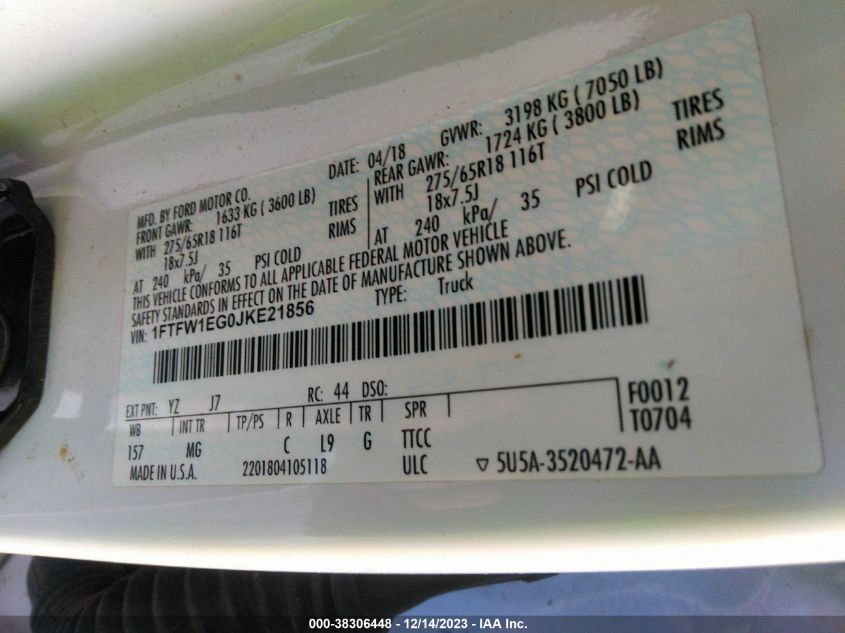 MFD. BY FORD MOTOR CO.
DATE: 04/18 GVWR: 3198 KG ( 7050 LB)
FRONT GAWR: 1633 KG ( 3600 LB)
REAR GAWR: 1724 KG ( 3800 LB)
WITH 275/65R18 116T TIRES
WITH 275/65R18 116T TIRES
18x7.5J RIMS
18x7.5J RIMS
AT 240 kPa/ 35 PSI COLD
AT 240 kPa/ 35 PSI COLD
THIS VEHICLE CONFORMS TO ALL APPLICABLE FEDERAL MOTOR VEHICLE
SAFETY STANDARDS IN EFFECT ON THE DATE OF MANUFACTURE SHOWN ABOVE.
VIN: 1FTFW1EG0JKE21856 TYPE: Truck
EXT PNT: YZ J7 RC: 44 DSO: F0012
WB INT TR TP/PS R AXLE TR SPR T0704
157 MG C L9 G TTCC
MADE IN U.S.A. 2201804105118 ULC ▽ 5U5A-3520472-AA
000-38306448 - 12/14/2023 - IAA Inc.